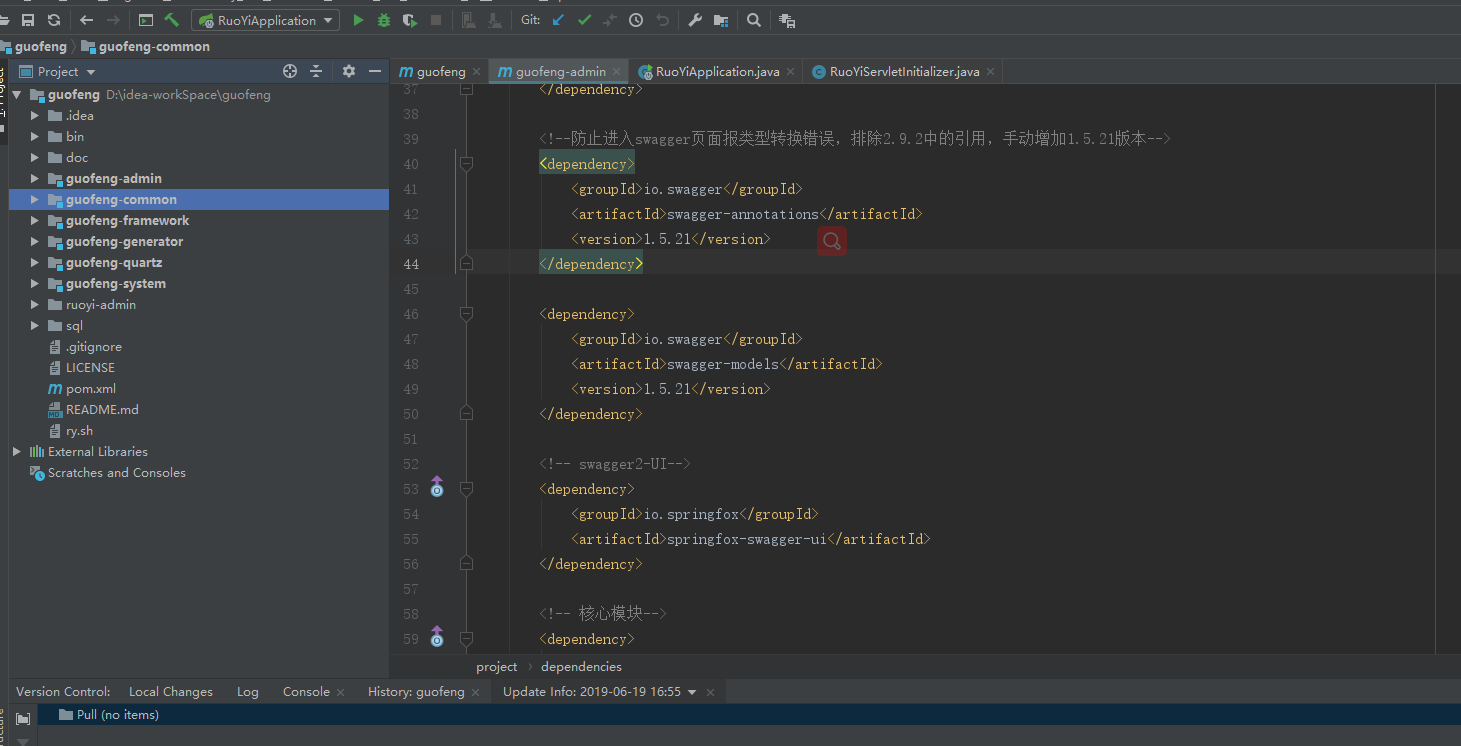 RuoYiApplication
Git:
guofeng
guofeng-common
Project
guofeng
guofeng-admin
RuoYiApplication.java
RuoYiServletInitializer.java
guofeng D:\idea-workSpace\guofeng
.idea
bin
doc
guofeng-admin
guofeng-common
guofeng-framework
guofeng-generator
guofeng-quartz
guofeng-system
ruoyi-admin
sql
.gitignore
LICENSE
pom.xml
README.md
ry.sh
External Libraries
Scratches and Consoles
37 </dependency>
38
39 <!--防止进入swagger页面报类型转换错误，排除2.9.2中的引用，手动增加1.5.21版本-->
40 <dependency>
41 <groupId>io.swagger</groupId>
42 <artifactId>swagger-annotations</artifactId>
43 <version>1.5.21</version>
44 </dependency>
45
46 <dependency>
47 <groupId>io.swagger</groupId>
48 <artifactId>swagger-models</artifactId>
49 <version>1.5.21</version>
50 </dependency>
51
52 <!-- swagger2-UI-->
53 <dependency>
54 <groupId>io.springfox</groupId>
55 <artifactId>springfox-swagger-ui</artifactId>
56 </dependency>
57
58 <!-- 核心模块-->
59 <dependency>
project › dependencies
Version Control: Local Changes Log Console History: guofeng Update Info: 2019-06-19 16:55
Pull (no items)